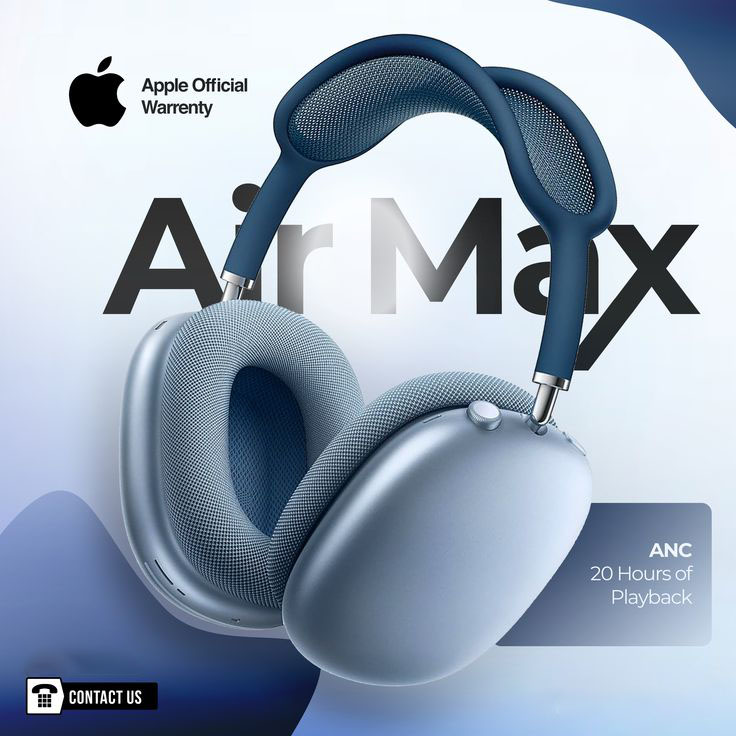 Apple Official
Warrenty
Air Max
ANC
20 Hours of
Playback
CONTACT US